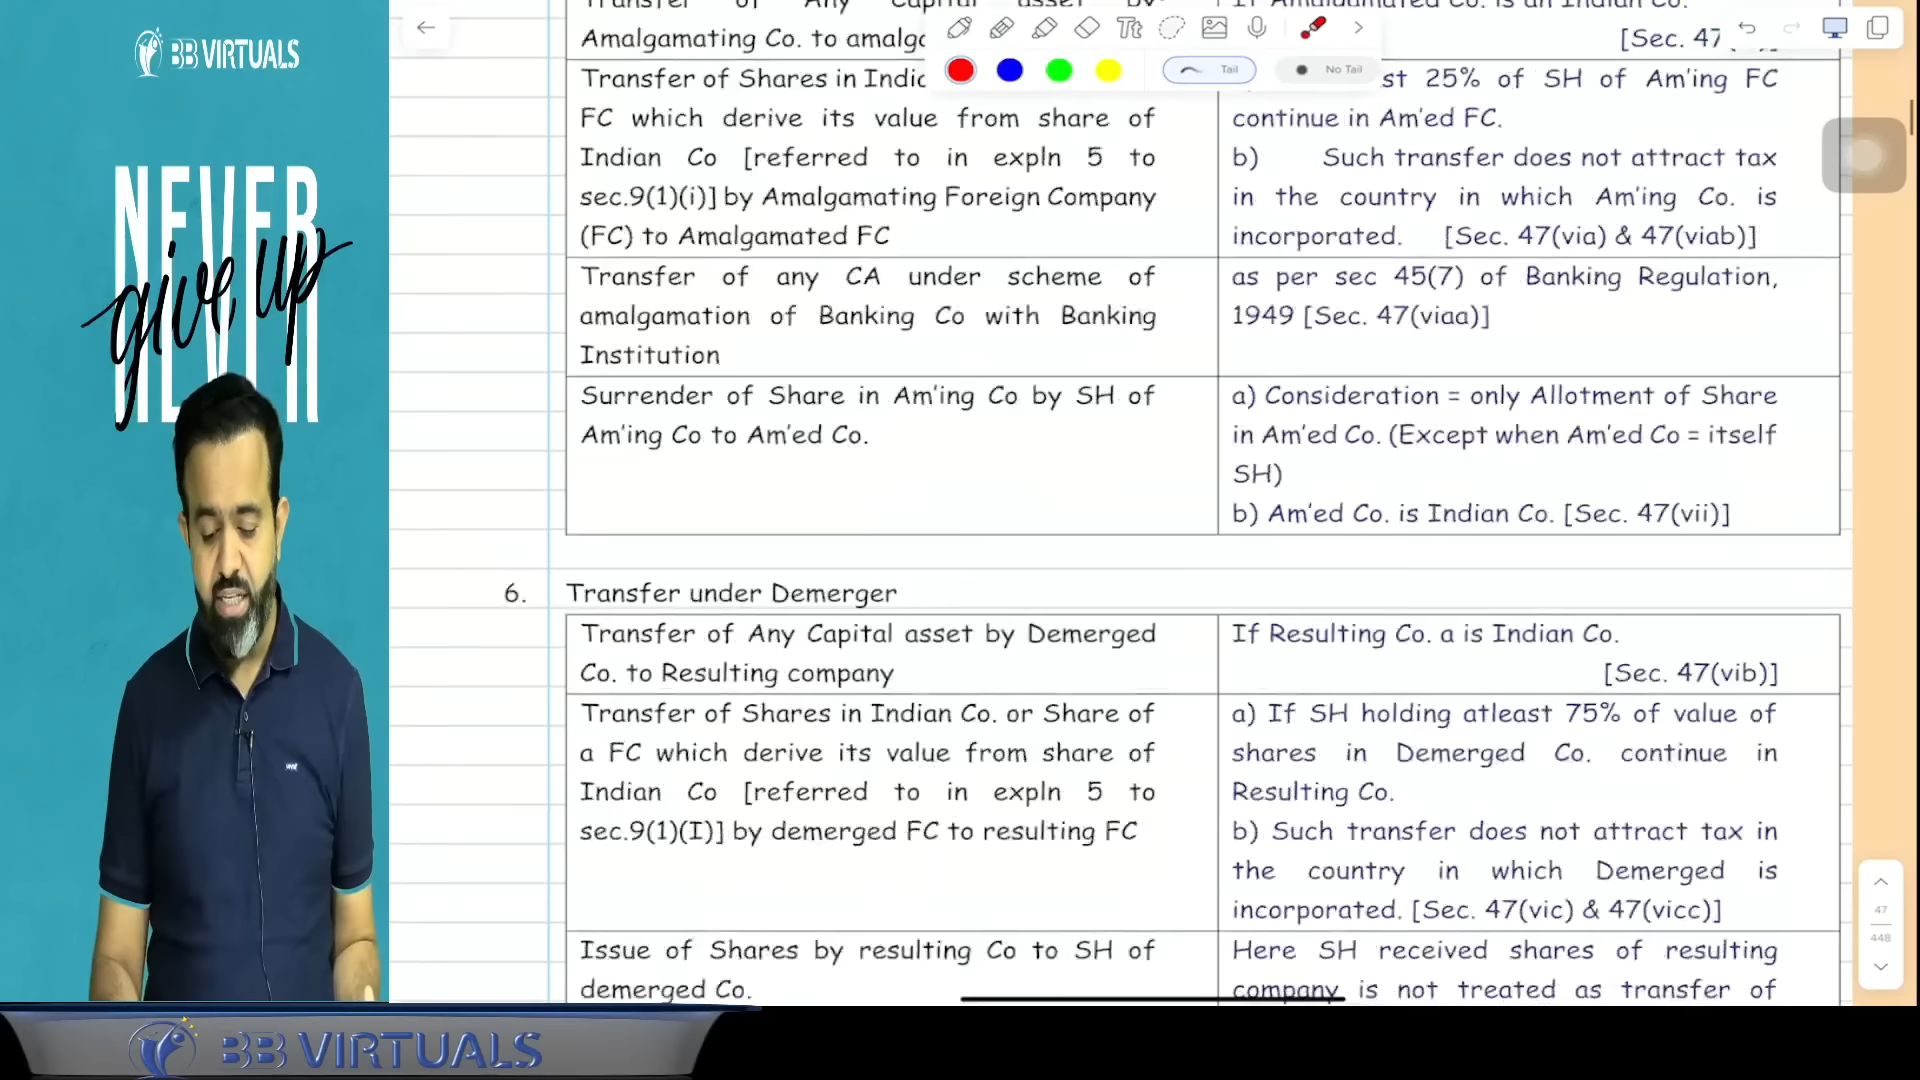 BB VIRTUALS
NEVER
give up
Amalgamating Co. to
[Sec. 47
Transfer of Shares in
st 25% of SH of Am'ing FC
FC which derive its value from share of
continue in Am'ed FC.
Indian Co [referred to in expln 5 to
b) Such transfer does not attract tax
sec.9(1)(i)] by Amalgamating Foreign Company
in the country in which Am'ing Co. is
(FC) to Amalgamated FC
incorporated. [Sec. 47(via) & 47(viab)]
Transfer of any CA under scheme of
as per sec 45(7) of Banking Regulation,
amalgamation of Banking Co with Banking
1949 [Sec. 47(viaa)]
Institution
Surrender of Share in Am'ing Co by SH of
a) Consideration = only Allotment of Share
Am'ing Co to Am'ed Co.
in Am'ed Co. (Except when Am'ed Co = itself
SH)
b) Am'ed Co. is Indian Co. [Sec. 47(vii)]
6. Transfer under Demerger
Transfer of Any Capital asset by Demerged
If Resulting Co. a is Indian Co.
Co. to Resulting company
[Sec. 47(vib)]
Transfer of Shares in Indian Co. or Share of
a) If SH holding atleast 75% of value of
a FC which derive its value from share of
shares in Demerged Co. continue in
Indian Co [referred to in expln 5 to
Resulting Co.
sec.9(1)(I)] by demerged FC to resulting FC
b) Such transfer does not attract tax in
the country in which Demerged is
incorporated. [Sec. 47(vic) & 47(vicc)]
Issue of Shares by resulting Co to SH of
Here SH received shares of resulting
demerged Co.
company is not treated as transfer of
Tt
Tail
No Tail
47
448
BB VIRTUALS